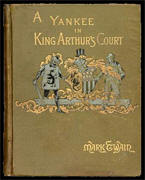 A YANKEE
IN
KING ARTHUR'S COURT
MARK TWAIN